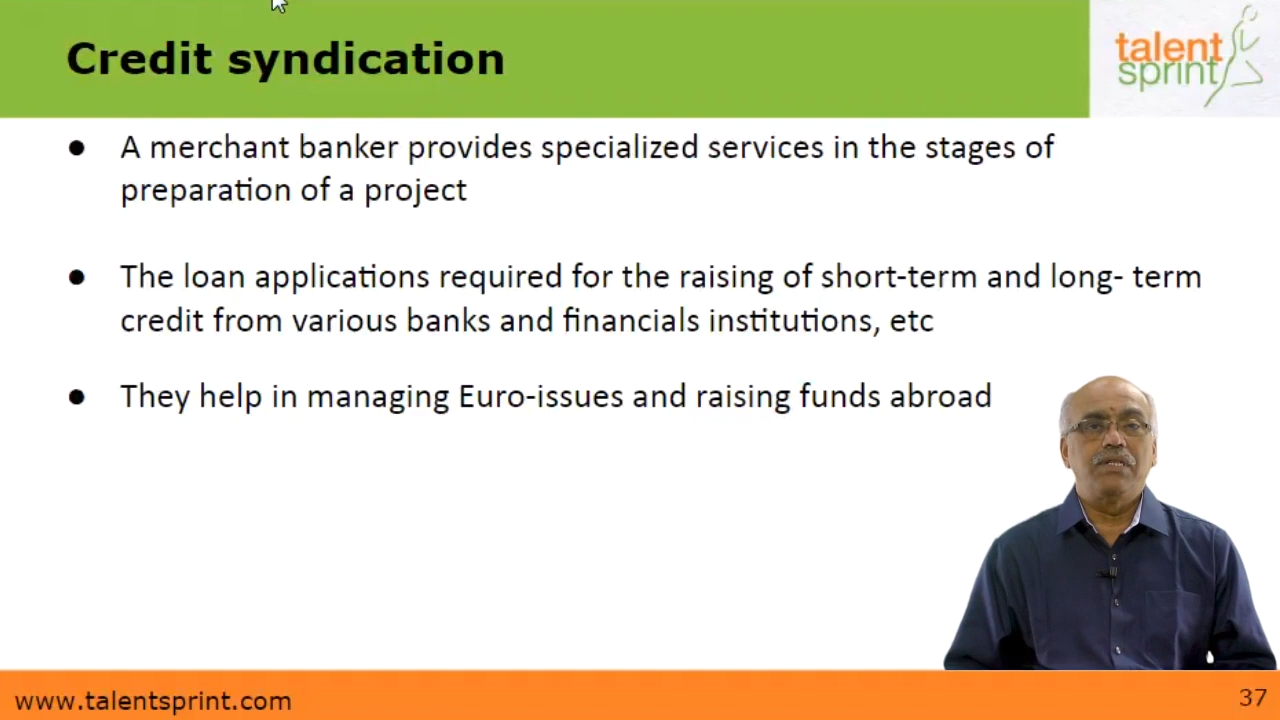 Credit syndication
talent
sprint
● A merchant banker provides specialized services in the stages of
preparation of a project
● The loan applications required for the raising of short-term and long- term
credit from various banks and financials institutions, etc
● They help in managing Euro-issues and raising funds abroad
www.talentsprint.com
37